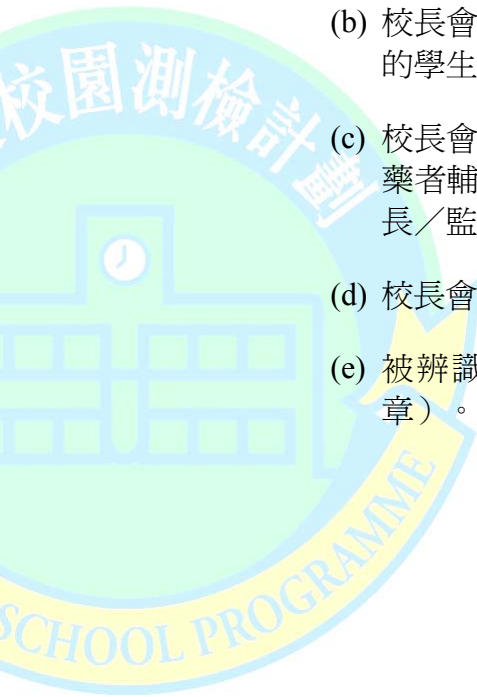 校園測檢計劃
(b) 校長會
的學生
(c) 校長會
藥者輔
長／監
(d) 校長會
(e) 被辨識
章）。
SCHOOL PROGRAMME